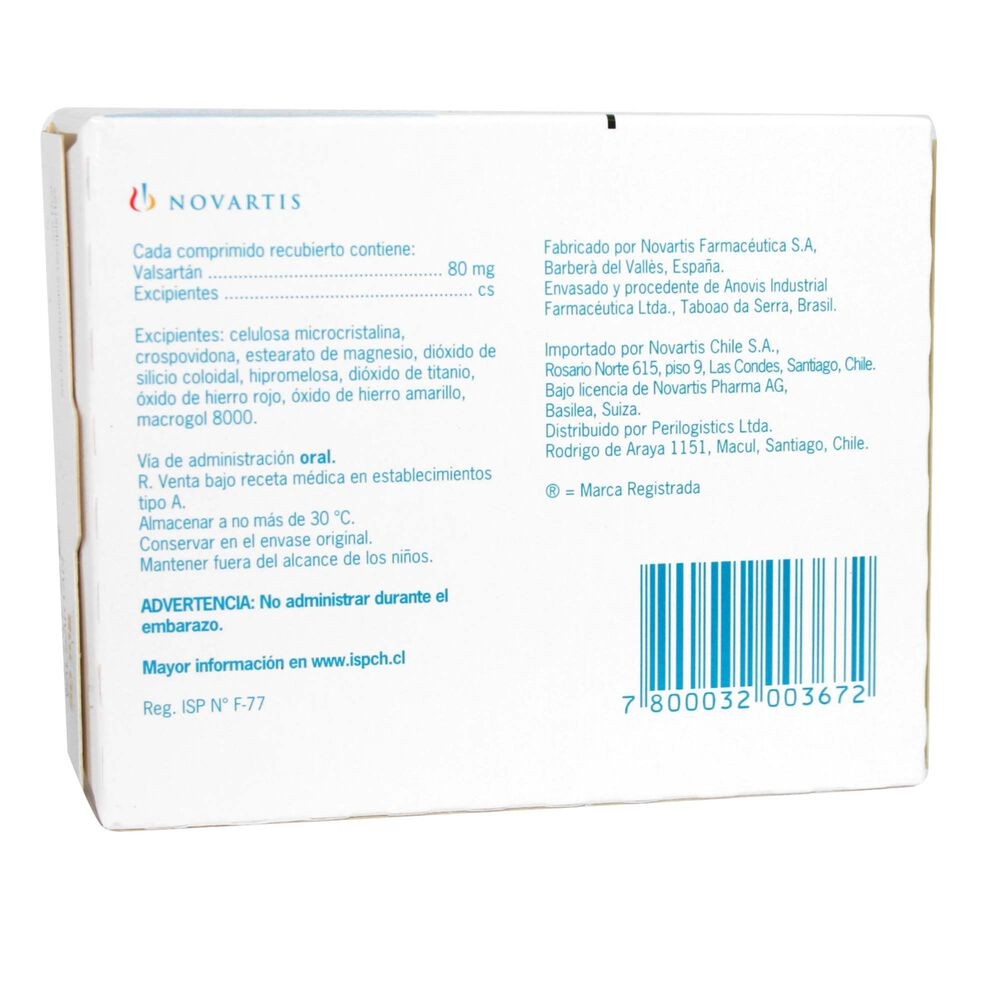 NOVARTIS
Cada comprimido recubierto contiene:
Valsartán ........................................ 80 mg
Excipientes .......................................... cs
Excipientes: celulosa microcristalina,
crospovidona, estearato de magnesio, dióxido de
silicio coloidal, hipromelosa, dióxido de titanio,
óxido de hierro rojo, óxido de hierro amarillo,
macrogol 8000.
Vía de administración oral.
R. Venta bajo receta médica en establecimientos
tipo A.
Almacenar a no más de 30 °C.
Conservar en el envase original.
Mantener fuera del alcance de los niños.
ADVERTENCIA: No administrar durante el
embarazo.
Mayor información en www.ispch.cl
Reg. ISP N° F-77
Fabricado por Novartis Farmacéutica S.A,
Barberà del Vallès, España.
Envasado y procedente de Anovis Industrial
Farmacéutica Ltda., Taboao da Serra, Brasil.
Importado por Novartis Chile S.A.,
Rosario Norte 615, piso 9, Las Condes, Santiago, Chile.
Bajo licencia de Novartis Pharma AG,
Basilea, Suiza.
Distribuido por Perilogistics Ltda.
Rodrigo de Araya 1151, Macul, Santiago, Chile.
® = Marca Registrada
7 800032 003672